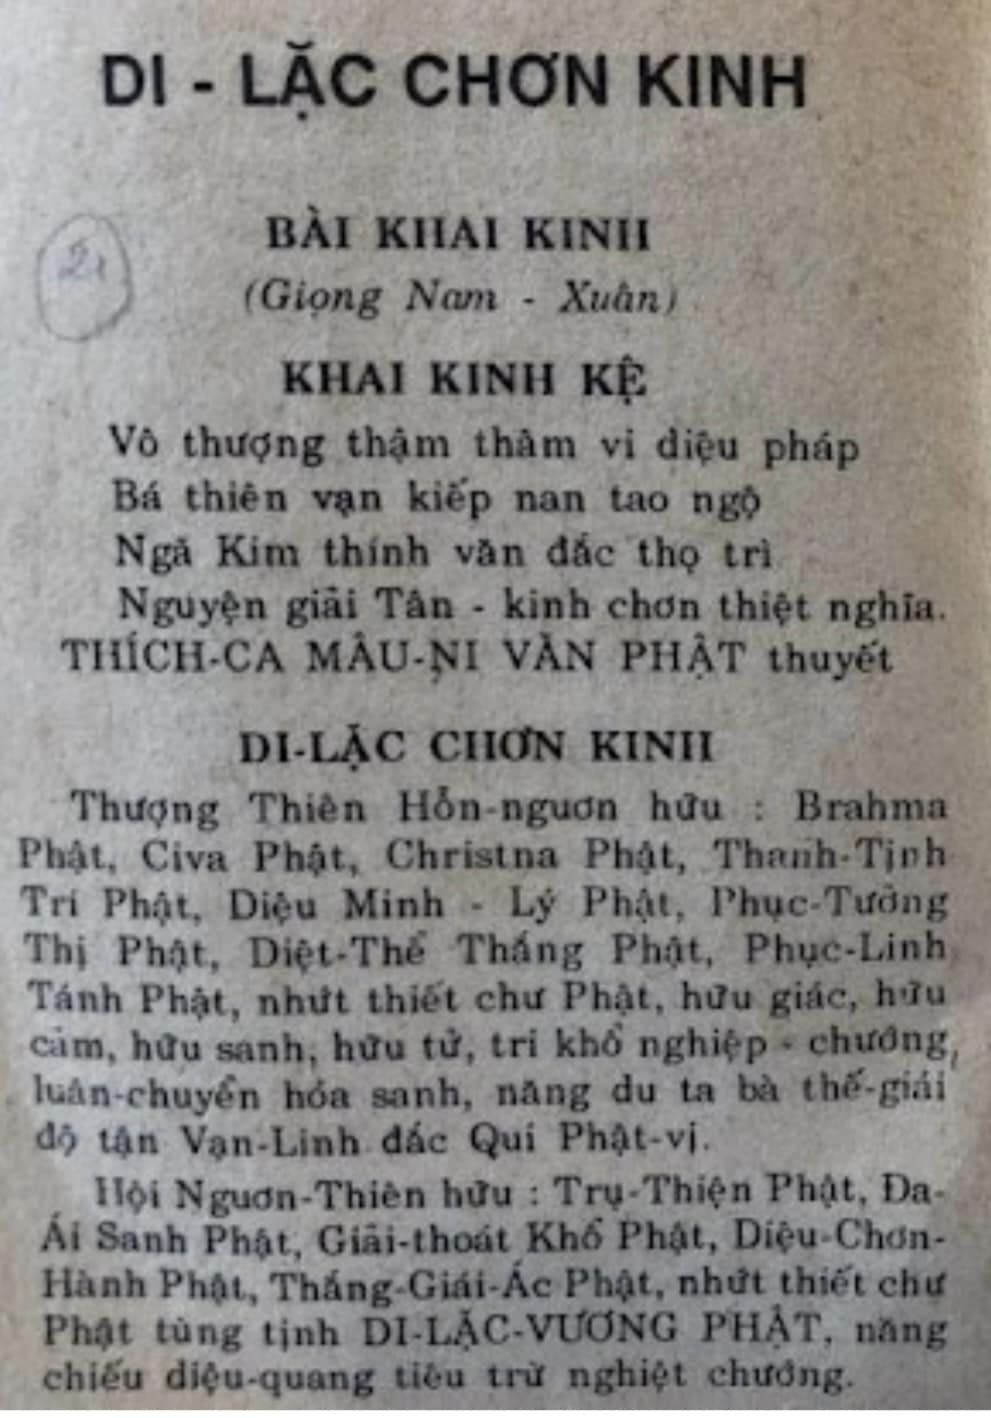 DI - LẶC CHƠN KINH
BÀI KHAI KINH
2
(Giọng Nam - Xuân)
KHAI KINH KỆ
Vô thượng thậm thâm vi diệu pháp
Bá thiên vạn kiếp nan tao ngộ
Ngã Kim thính văn đắc thọ trì
Nguyện giải Tân - kinh chơn thiệt nghĩa.
THÍCH-CA MÂU-NI VĂN PHẬT thuyết
DI-LẶC CHƠN KINH
Thượng Thiên Hỗn-nguơn hữu : Brahma
Phật, Civa Phật, Christna Phật, Thanh-Tịnh
Trí Phật, Diệu Minh - Lý Phật, Phục-Tưởng
Thị Phật, Diệt-Thể Thắng Phật, Phục-Linh
Tánh Phật, nhứt thiết chư Phật, hữu giác, hữu
cảm, hữu sanh, hữu tử, tri khổ nghiệp - chướng,
luân-chuyển hóa sanh, năng du ta bà thế-giái
độ tận Vạn-Linh đắc Qui Phật-vị.
Hội Nguơn-Thiên hữu : Trụ-Thiện Phật, Đa-
Ái Sanh Phật, Giải-thoát Khổ Phật, Diệu-Chơn-
Hành Phật, Thắng-Giái-Ác Phật, nhứt thiết chư
Phật tùng tịnh DI-LẶC-VƯƠNG PHẬT, năng
chiếu diệu-quang tiêu trừ nghiệt chướng.